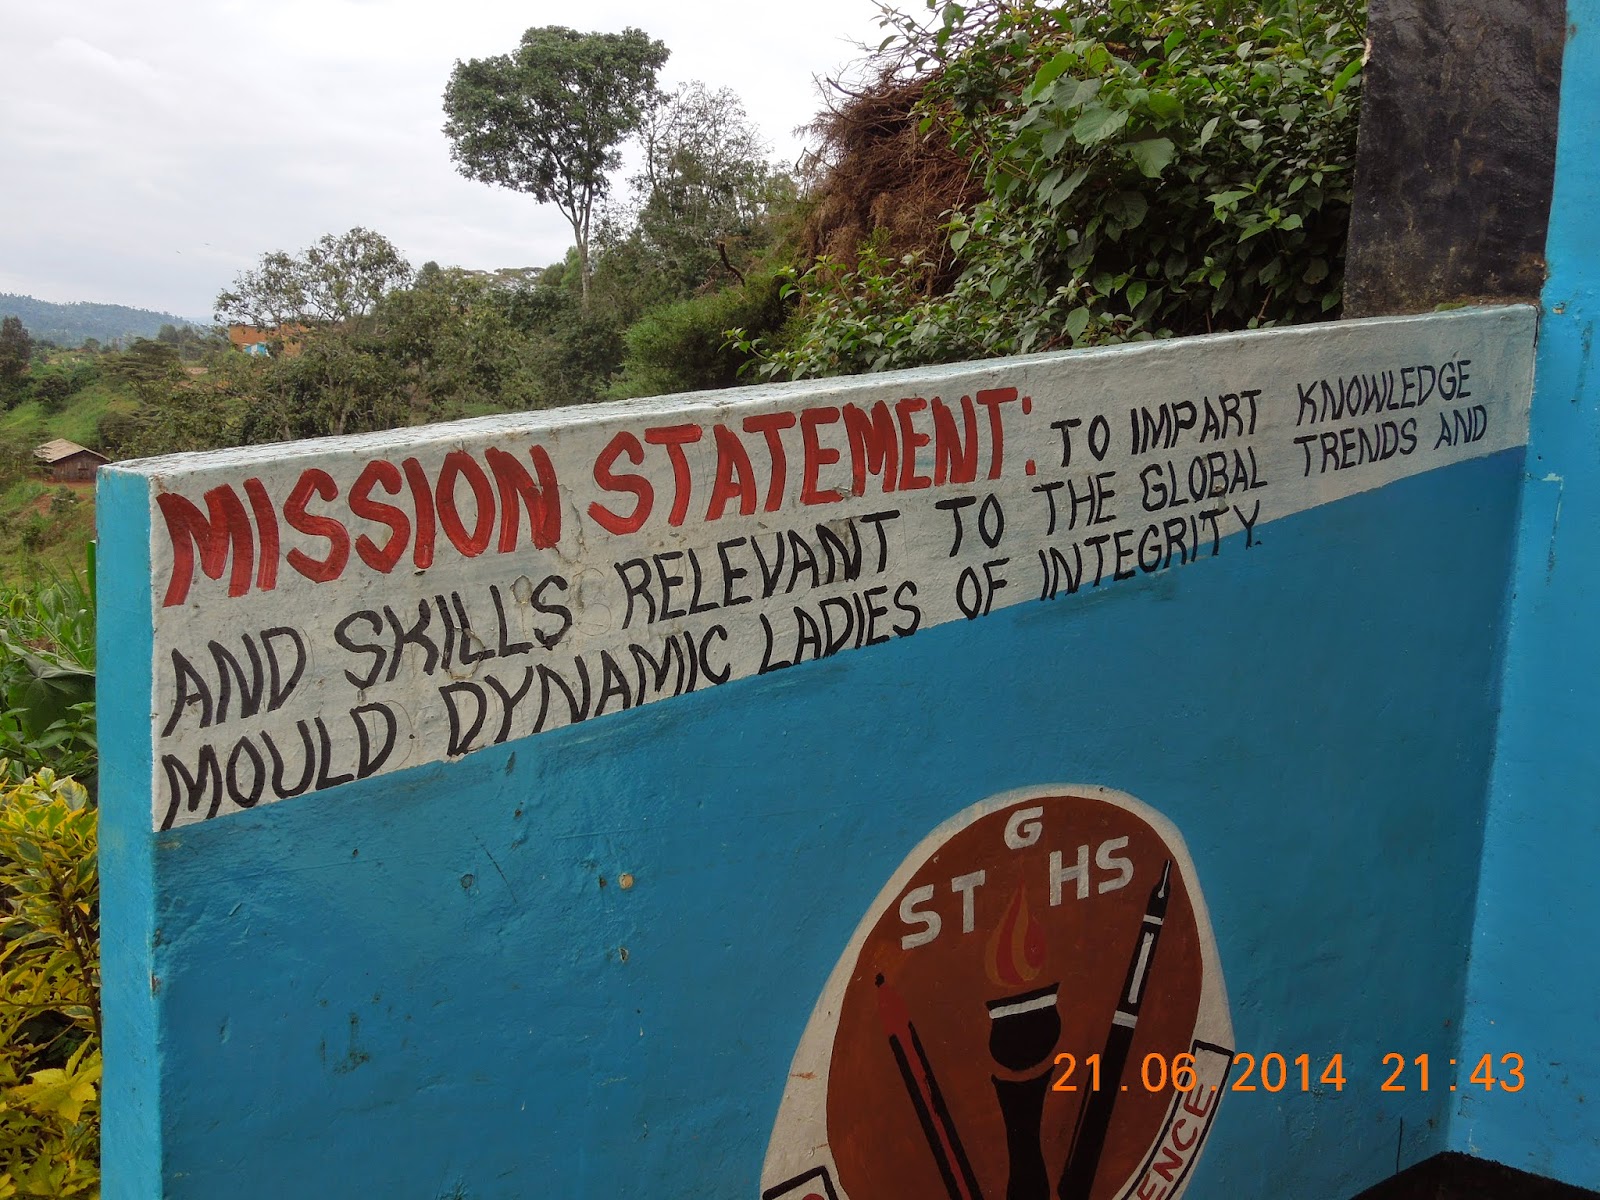 MISSION STATEMENT: TO IMPART KNOWLEDGE
AND SKILLS RELEVANT TO THE GLOBAL TRENDS AND
MOULD DYNAMIC LADIES OF INTEGRITY.
G
ST HS
21.06.2014 21:43